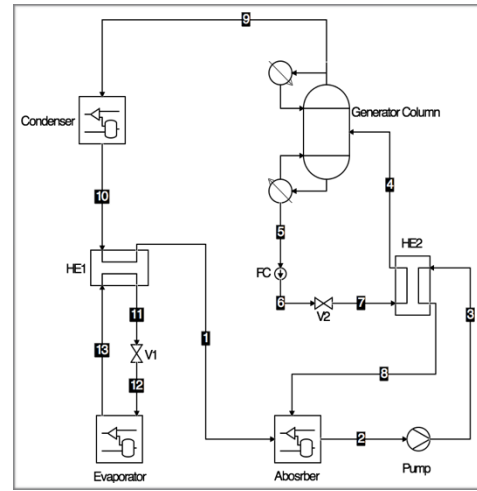 9
Condenser
Generator Column
10
4
5
HE2
HE1
FC
11
6
V2
7
1
3
13
V1
12
8
2
Evaporator
Abosrber
Pump